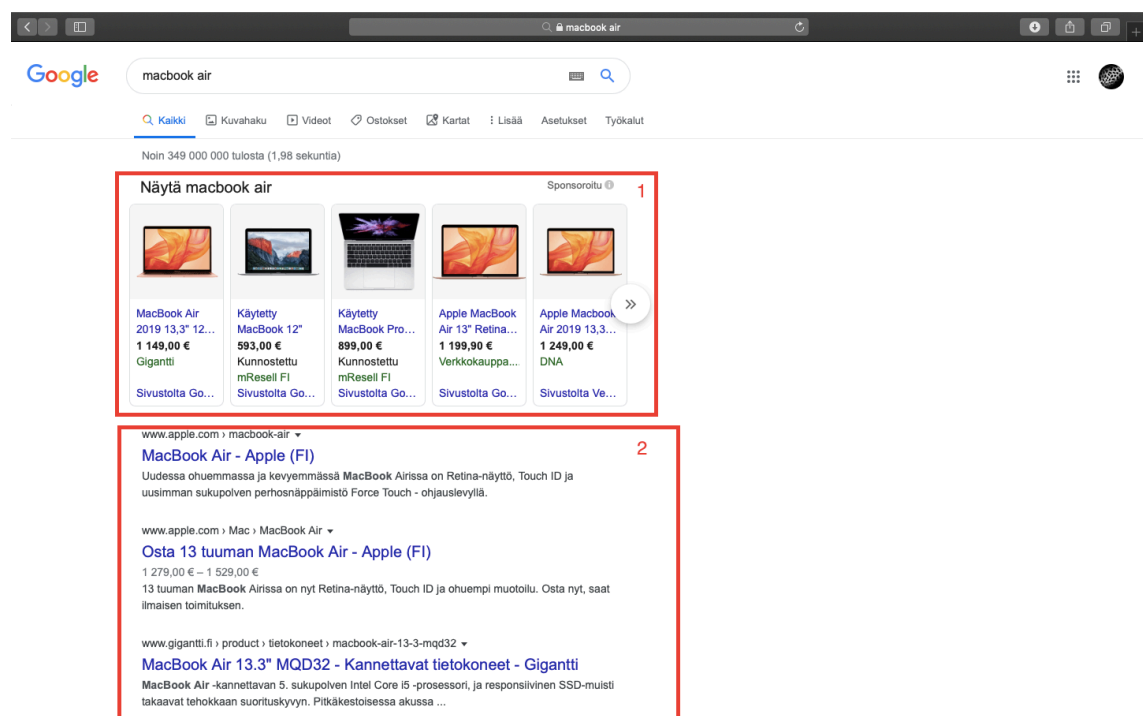 macbook air
Google
macbook air
Kaikki Kuvahaku Videot Ostokset Kartat Lisää Asetukset Työkalut
Noin 349 000 000 tulosta (1,98 sekuntia)
Näytä macbook air
Sponsoroitu
1
MacBook Air
2019 13,3" 12...
1 149,00 €
Gigantti
Sivustolta Go...
Käytetty
MacBook 12"
593,00 €
Kunnostettu
mResell FI
Sivustolta Go...
Käytetty
MacBook Pro...
899,00 €
Kunnostettu
mResell FI
Sivustolta Go...
Apple MacBook
Air 13" Retina...
1 199,90 €
Verkkokauppa...
Sivustolta Go...
Apple Macbook
Air 2019 13,3...
1 249,00 €
DNA
Sivustolta Ve...
2
www.apple.com › macbook-air
MacBook Air - Apple (FI)
Uudessa ohuemmassa ja kevyemmässä MacBook Airissa on Retina-näyttö, Touch ID ja
uusimman sukupolven perhosnäppäimistö Force Touch - ohjauslevyllä.
www.apple.com › Mac › MacBook Air
Osta 13 tuuman MacBook Air - Apple (FI)
1 279,00 € – 1 529,00 €
13 tuuman MacBook Airissa on nyt Retina-näyttö, Touch ID ja ohuempi muotoilu. Osta nyt, saat
ilmaisen toimituksen.
www.gigantti.fi › product › tietokoneet › macbook-air-13-3-mqd32
MacBook Air 13.3" MQD32 - Kannettavat tietokoneet - Gigantti
MacBook Air -kannettavan 5. sukupolven Intel Core i5 -prosessori, ja responsiivinen SSD-muisti
takaavat tehokkaan suorituskyvyn. Pitkäkestoisessa akussa ...